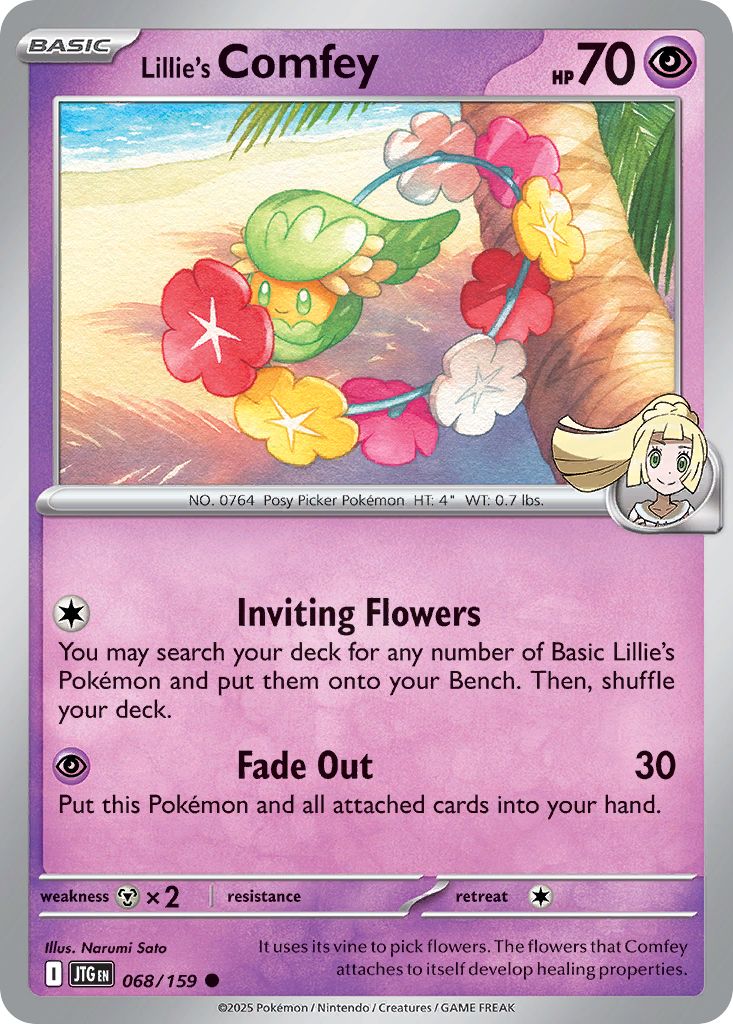 BASIC
Lillie's Comfey HP 70
NO. 0764 Posy Picker Pokémon HT: 4" WT: 0.7 lbs.
Inviting Flowers
You may search your deck for any number of Basic Lillie's
Pokémon and put them onto your Bench. Then, shuffle
your deck.
Fade Out 30
Put this Pokémon and all attached cards into your hand.
weakness ×2 resistance retreat
Illus. Narumi Sato
It uses its vine to pick flowers. The flowers that Comfey
attaches to itself develop healing properties.
I JTG EN 068/159
©2025 Pokémon / Nintendo / Creatures / GAME FREAK